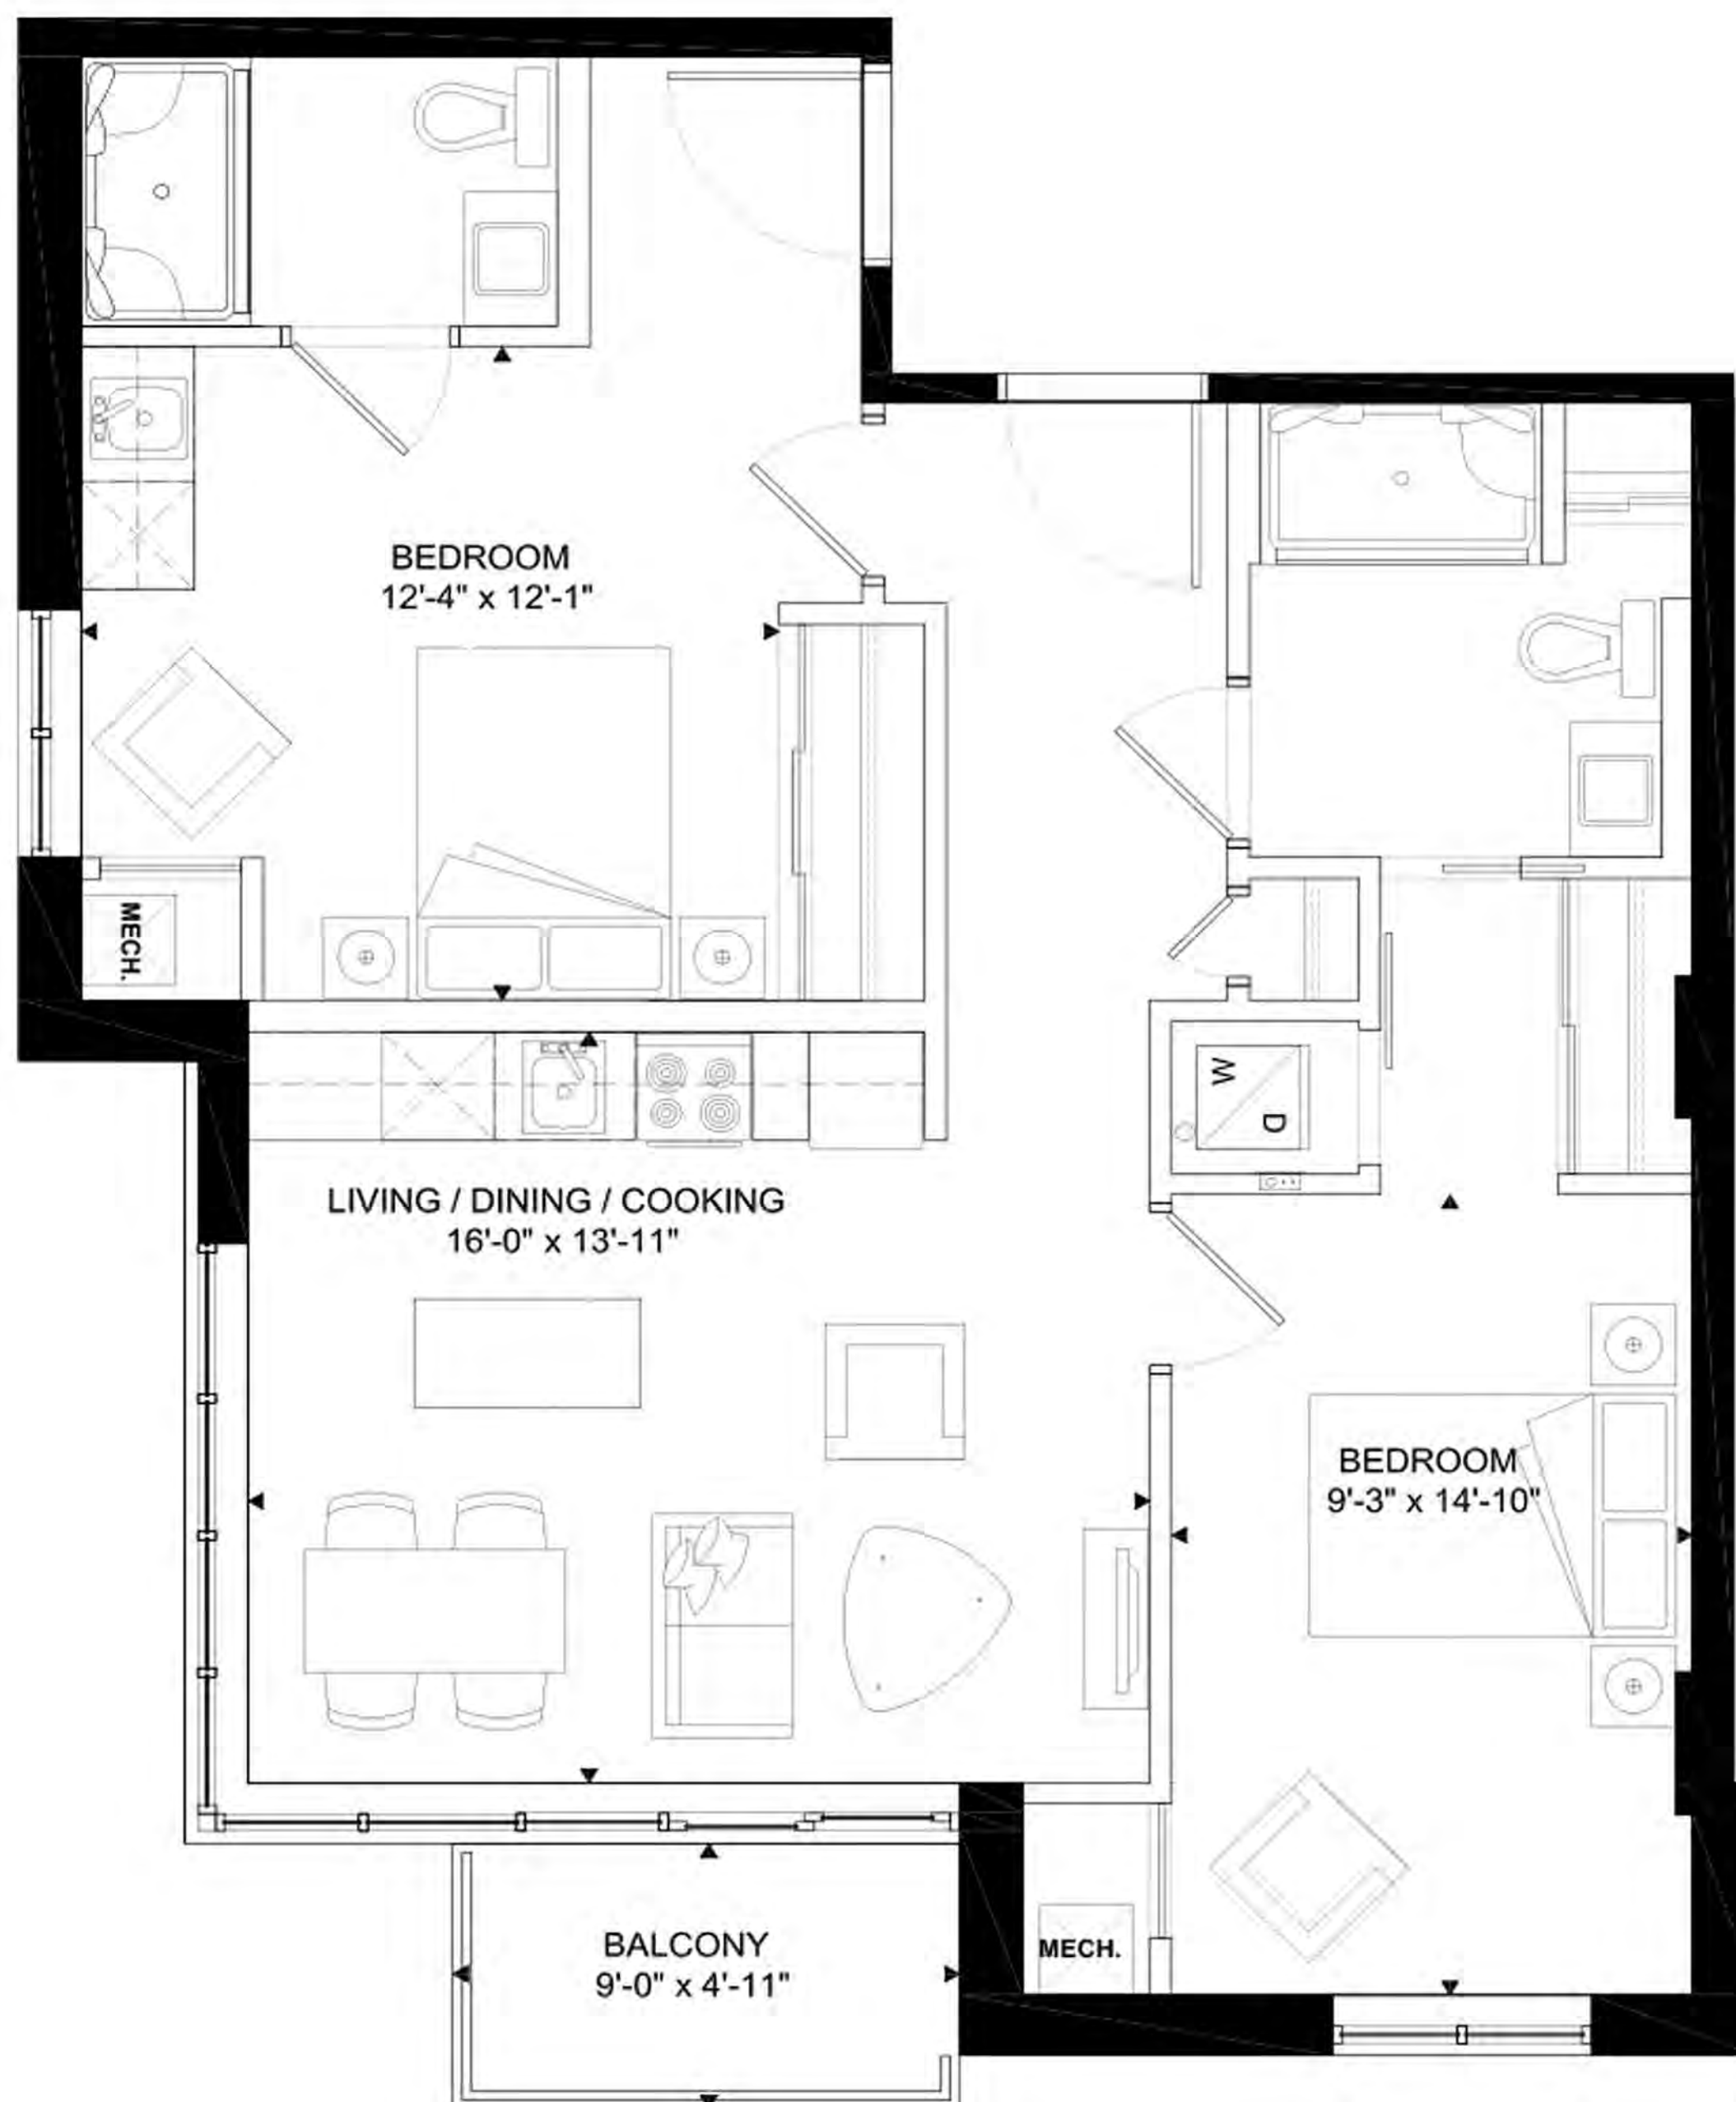 BEDROOM
12'-4" x 12'-1"
MECH.
W
D
LIVING / DINING / COOKING
16'-0" x 13'-11"
BEDROOM
9'-3" x 14'-10"
BALCONY
9'-0" x 4'-11"
MECH.